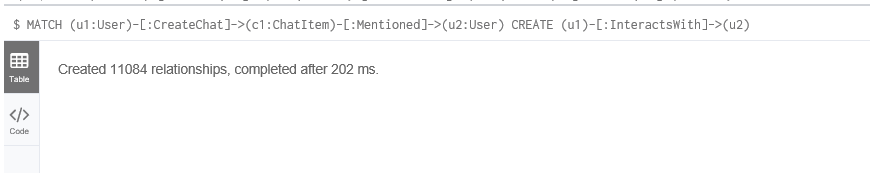 $ MATCH (u1:User)-[:CreateChat]->(c1:ChatItem)-[:Mentioned]->(u2:User) CREATE (u1)-[:InteractsWith]->(u2)
Table
Created 11084 relationships, completed after 202 ms.
</>
Code